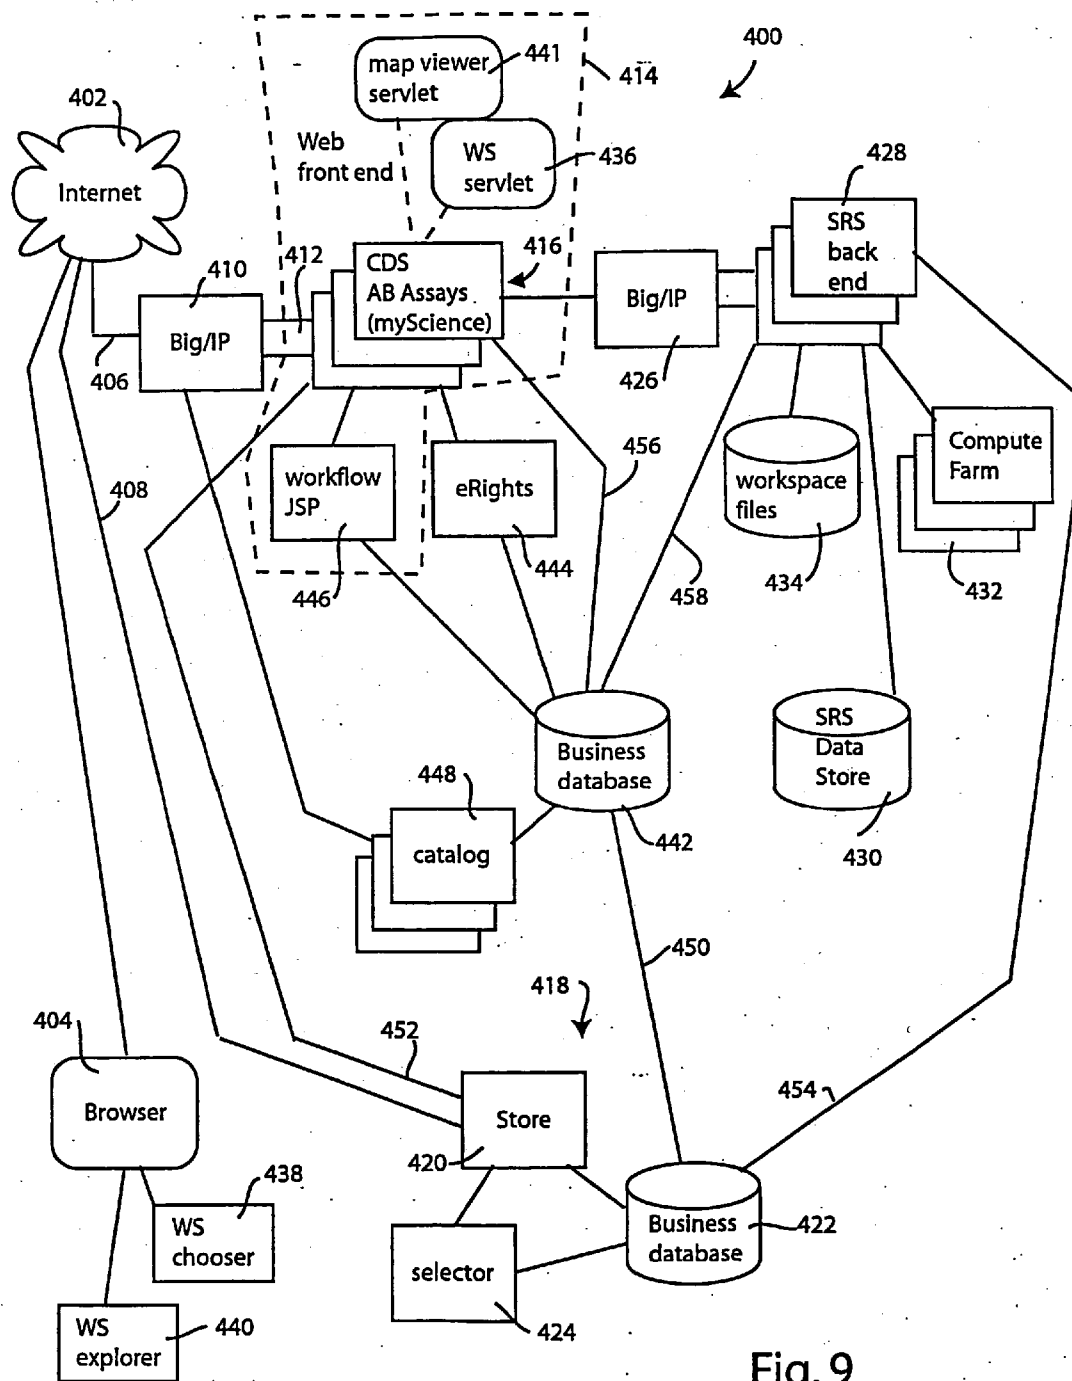 400
map viewer
servlet
441
414
402
Web
front end
WS
servlet
436
428
Internet
SRS
back
end
412
416
CDS
AB Assays
(myScience)
410
Big/IP
Big/IP
406
426
Compute
Farm
workflow
JSP
eRights
456
workspace
files
408
446
444
458
434
432
Business
database
SRS
Data
Store
448
442
430
catalog
450
418
404
452
454
Browser
Store
420
438
WS
chooser
Business
database
422
selector
424
WS
explorer
440
Fig. 9